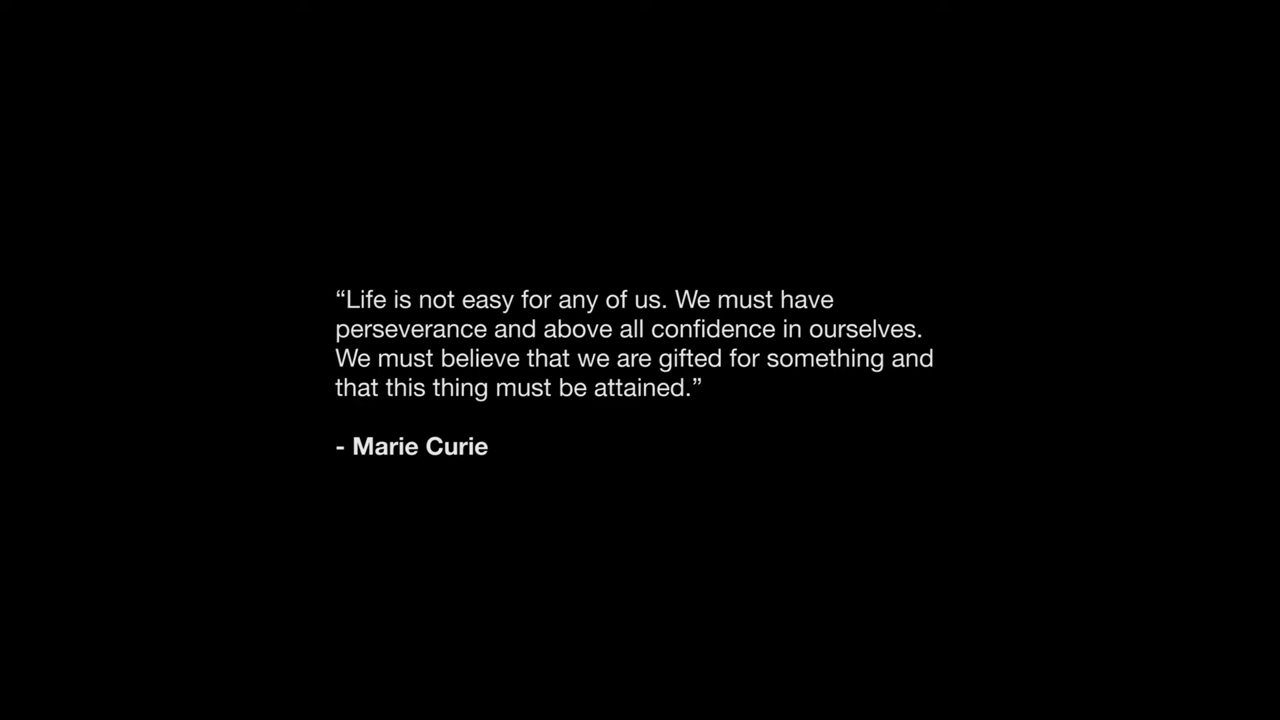 “Life is not easy for any of us. We must have
perseverance and above all confidence in ourselves.
We must believe that we are gifted for something and
that this thing must be attained.”
- Marie Curie